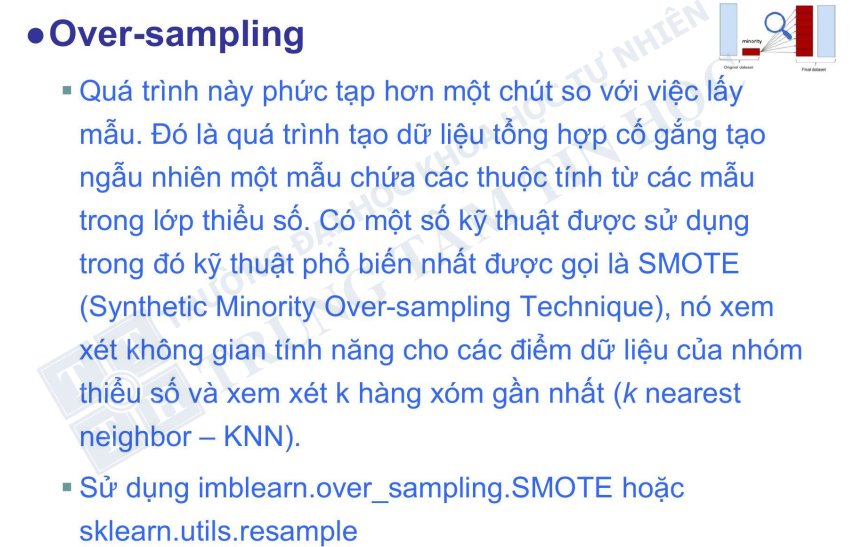 ●Over-sampling
minority
Original dataset
Final dataset
▪ Quá trình này phức tạp hơn một chút so với việc lấy
mẫu. Đó là quá trình tạo dữ liệu tổng hợp cố gắng tạo
ngẫu nhiên một mẫu chứa các thuộc tính từ các mẫu
trong lớp thiểu số. Có một số kỹ thuật được sử dụng
trong đó kỹ thuật phổ biến nhất được gọi là SMOTE
(Synthetic Minority Over-sampling Technique), nó xem
xét không gian tính năng cho các điểm dữ liệu của nhóm
thiểu số và xem xét k hàng xóm gần nhất (k nearest
neighbor – KNN).
▪ Sử dụng imblearn.over_sampling.SMOTE hoặc
sklearn.utils.resample
TRƯỜNG ĐẠI HỌC KHOA HỌC TỰ NHIÊN
TRUNG TÂM TIN HỌC